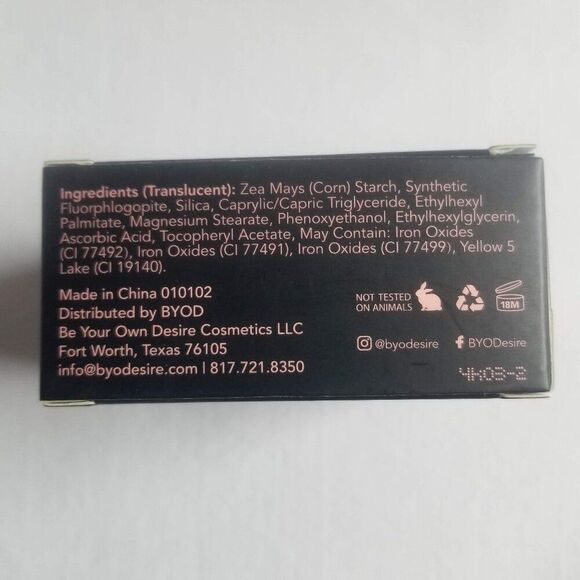 Ingredients (Translucent): Zea Mays (Corn) Starch, Synthetic
Fluorphlogopite, Silica, Caprylic/Capric Triglyceride, Ethylhexyl
Palmitate, Magnesium Stearate, Phenoxyethanol, Ethylhexylglycerin,
Ascorbic Acid, Tocopheryl Acetate, May Contain: Iron Oxides
(CI 77492), Iron Oxides (CI 77491), Iron Oxides (CI 77499), Yellow 5
Lake (CI 19140).
Made in China 010102
Distributed by BYOD
Be Your Own Desire Cosmetics LLC
Fort Worth, Texas 76105
info@byodesire.com | 817.721.8350
NOT TESTED
ON ANIMALS
18M
@byodesire
BYODesire
4K03-2